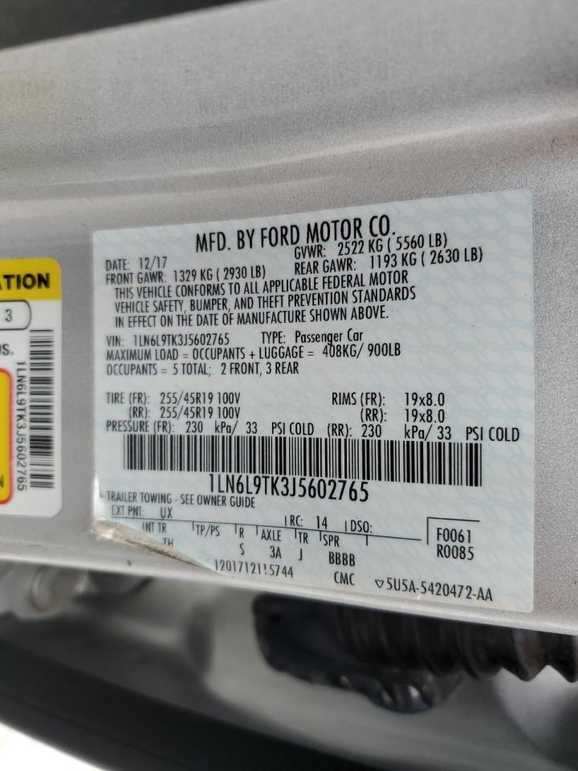 ATION
3
OS.
N
1LN6L9TK3J5602765
MFD. BY FORD MOTOR CO.
DATE: 12/17 GVWR: 2522 KG ( 5560 LB)
FRONT GAWR: 1329 KG ( 2930 LB) REAR GAWR: 1193 KG ( 2630 LB)
THIS VEHICLE CONFORMS TO ALL APPLICABLE FEDERAL MOTOR
VEHICLE SAFETY, BUMPER, AND THEFT PREVENTION STANDARDS
IN EFFECT ON THE DATE OF MANUFACTURE SHOWN ABOVE.
VIN: 1LN6L9TK3J5602765 TYPE: Passenger Car
MAXIMUM LOAD = OCCUPANTS + LUGGAGE = 408KG/ 900LB
OCCUPANTS = 5 TOTAL; 2 FRONT, 3 REAR
TIRE (FR): 255/45R19 100V RIMS (FR): 19x8.0
(RR): 255/45R19 100V (RR): 19x8.0
PRESSURE (FR): 230 kPa/ 33 PSI COLD (RR): 230 kPa/ 33 PSI COLD
1LN6L9TK3J5602765
TRAILER TOWING - SEE OWNER GUIDE
EXT PNT: UX RC: 14 DSO:
INT TR TP/PS R AXLE TR SPR F0061
TH S 3A J BBBB R0085
CMC ▽5U5A-5420472-AA